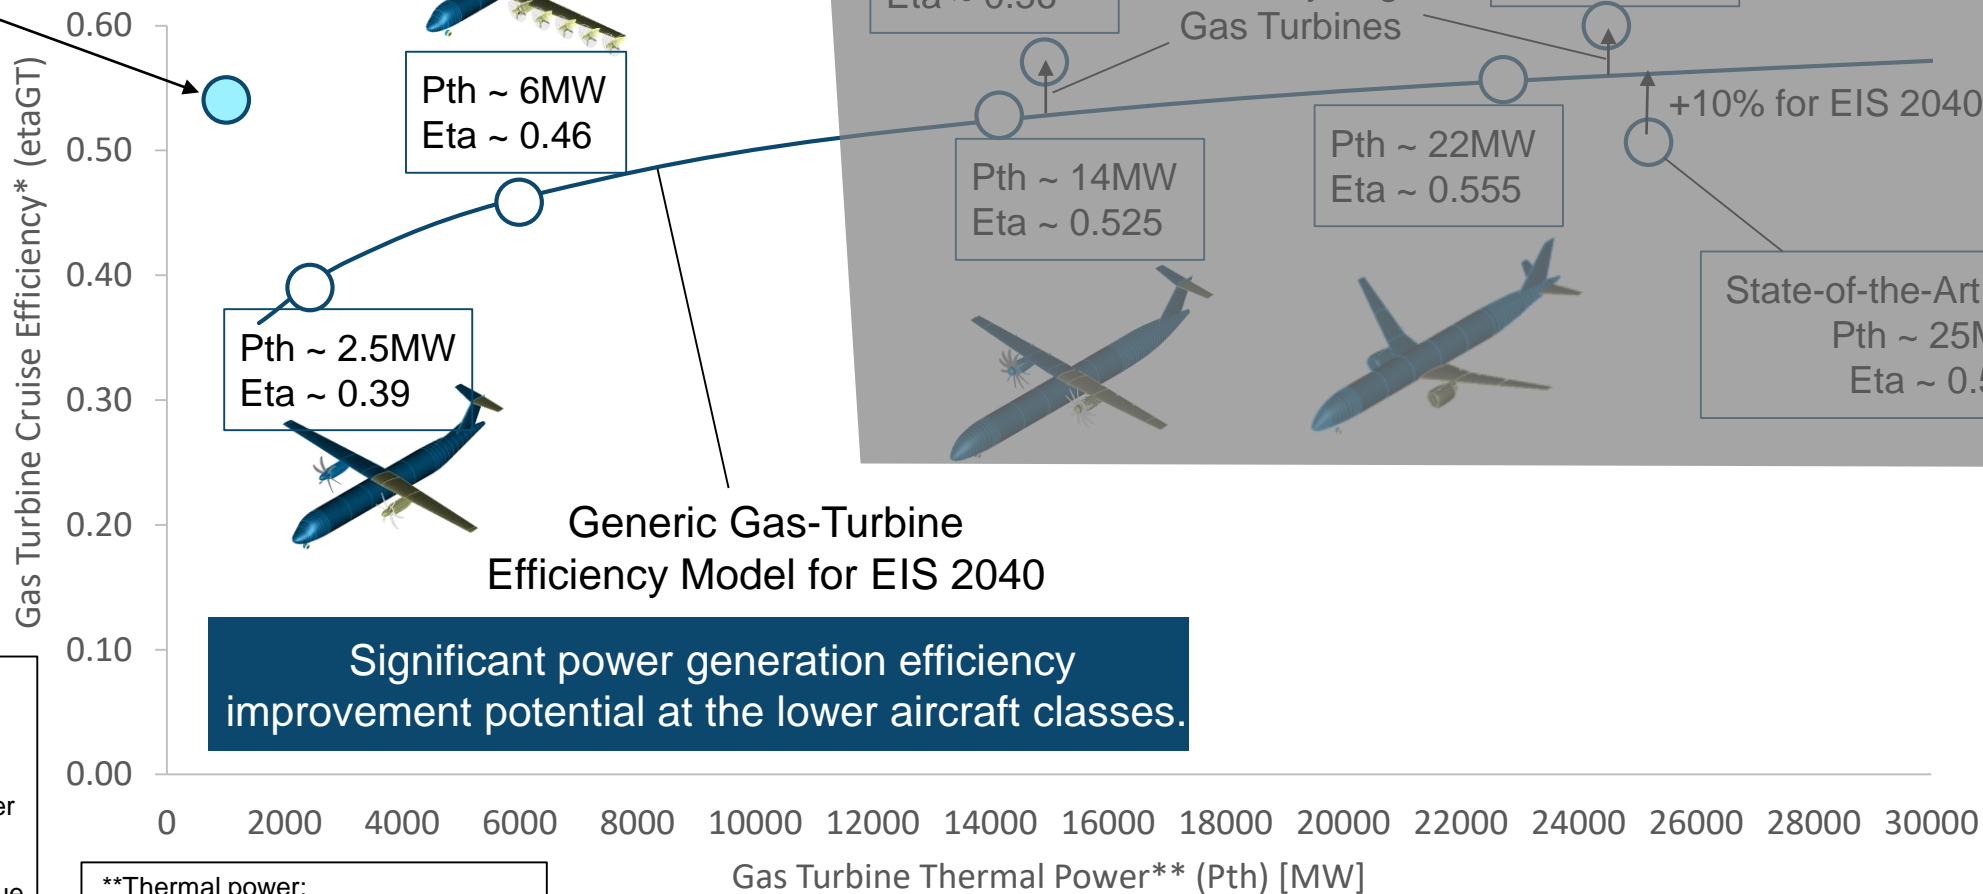 0.60
0.50
0.40
0.30
0.20
0.10
0.00
Gas Turbine Cruise Efficiency* (etaGT)
Pth ~ 6MW
Eta ~ 0.46
Gas Turbines
+10% for EIS 2040
Pth ~ 14MW
Eta ~ 0.525
Pth ~ 22MW
Eta ~ 0.555
State-of-the-Art
Pth ~ 25
Eta ~ 0.
Pth ~ 2.5MW
Eta ~ 0.39
Generic Gas-Turbine
Efficiency Model for EIS 2040
Significant power generation efficiency
improvement potential at the lower aircraft classes.
0 2000 4000 6000 8000 10000 12000 14000 16000 18000 20000 22000 24000 26000 28000 30000
Gas Turbine Thermal Power** (Pth) [MW]
**Thermal power: